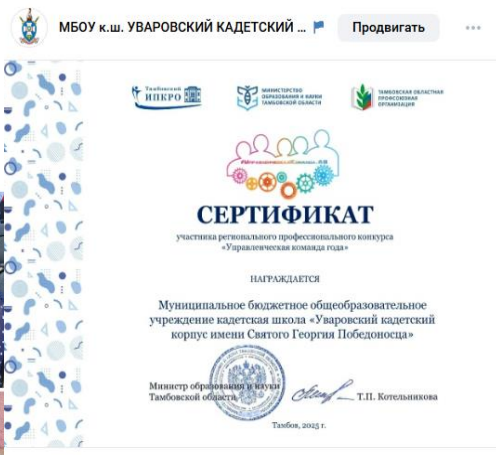 МБОУ к.ш. УВАРОВСКИЙ КАДЕТСКИЙ ...
Продвигать
Тамбовский
ИПКРО
МИНИСТЕРСТВО
ОБРАЗОВАНИЯ И НАУКИ
ТАМБОВСКОЙ ОБЛАСТИ
ТАМБОВСКАЯ ОБЛАСТНАЯ
ПРОФСОЮЗНАЯ
ОРГАНИЗАЦИЯ
СЕРТИФИКАТ
участника регионального профессионального конкурса
«Управленческая команда года»
НАГРАЖДАЕТСЯ
Муниципальное бюджетное общеобразовательное
учреждение кадетская школа «Уваровский кадетский
корпус имени Святого Георгия Победоносца»
Министр образования и науки
Тамбовской области
Т.П. Котельникова
Тамбов, 2025 г.